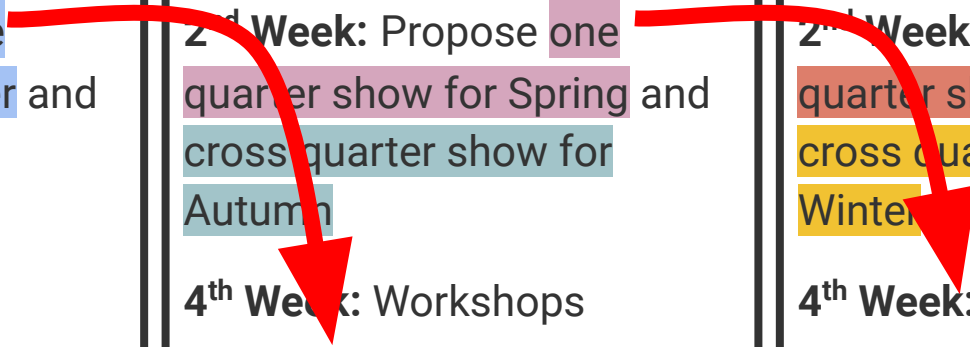 r and
2nd Week: Propose one
quarter show for Spring and
cross quarter show for
Autumn
4th Week: Workshops
2nd Week
quarter s
cross qua
Winter
4th Week: